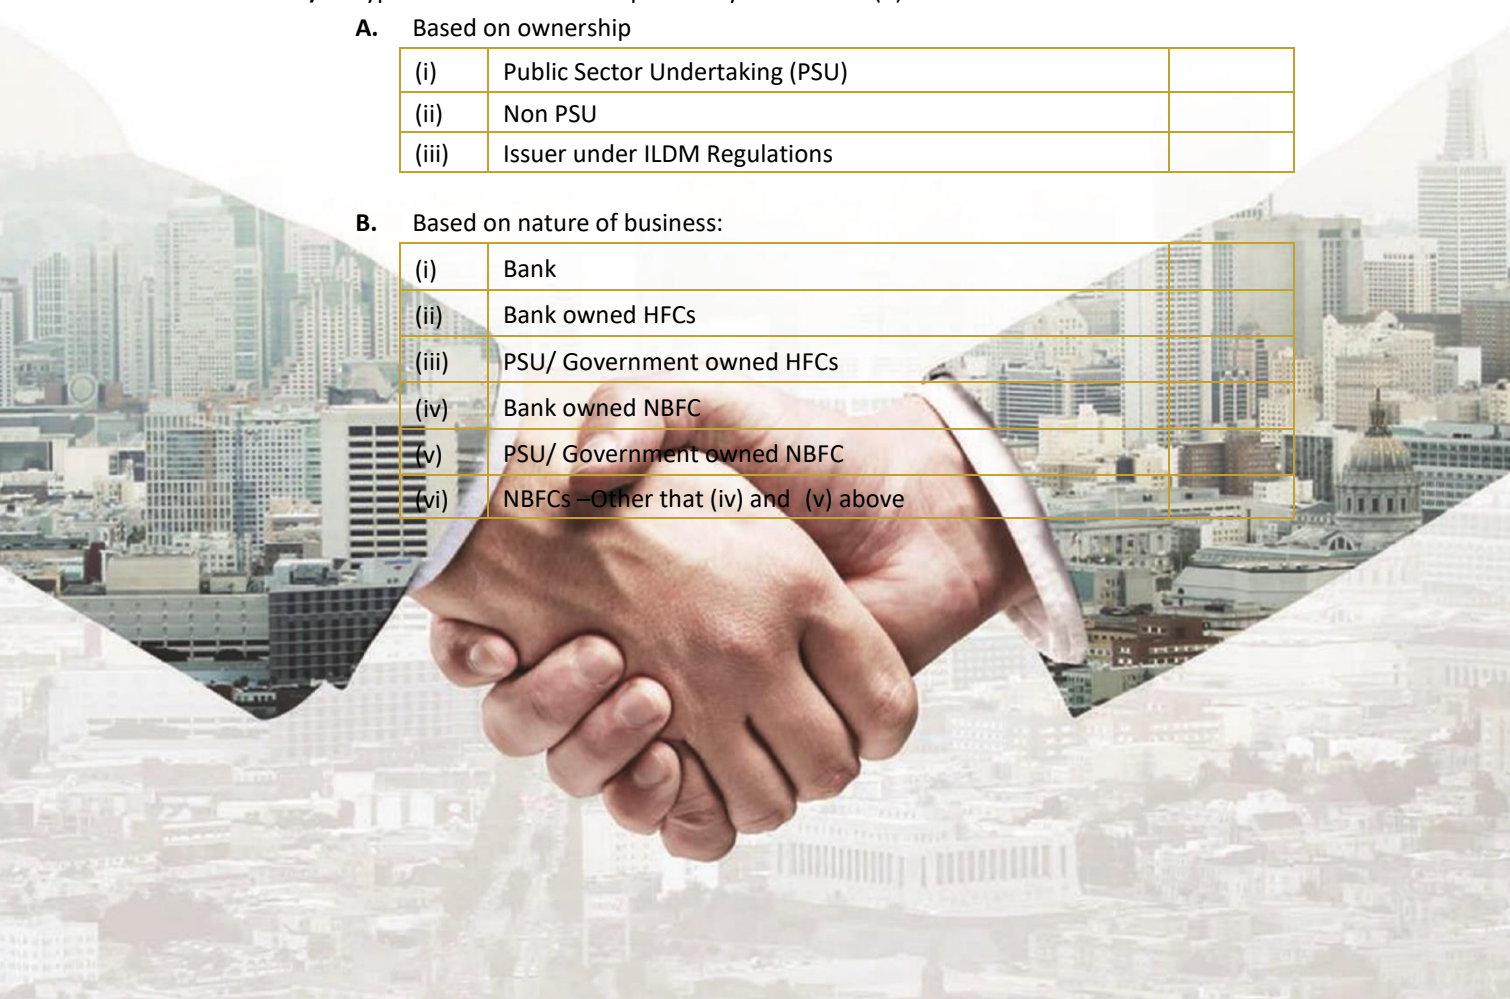 A. Based on ownership
(i) Public Sector Undertaking (PSU)
(ii) Non PSU
(iii) Issuer under ILDM Regulations
B. Based on nature of business:
(i) Bank
(ii) Bank owned HFCs
(iii) PSU/ Government owned HFCs
(iv) Bank owned NBFC
(v) PSU/ Government owned NBFC
(vi) NBFCs –Other that (iv) and (v) above